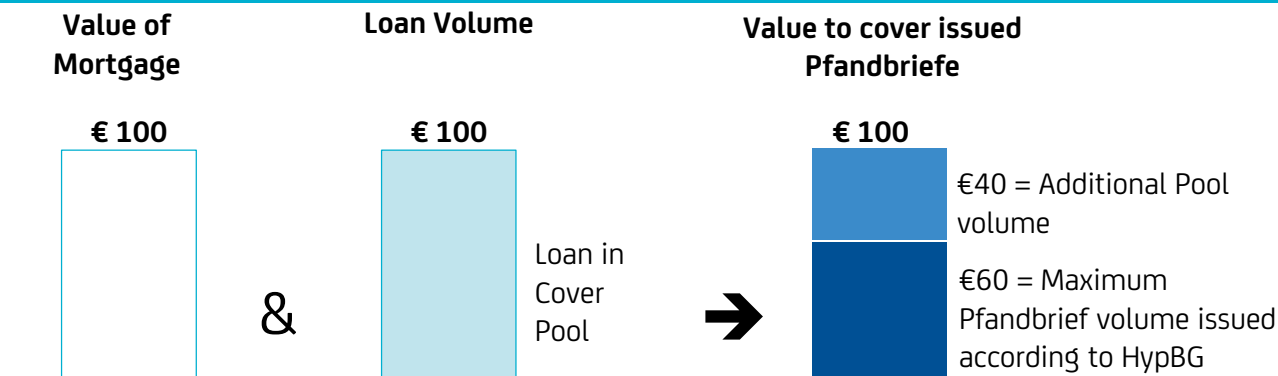 Value of
Mortgage
Loan Volume
Value to cover issued
Pfandbriefe
€ 100
€ 100
€ 100
€40 = Additional Pool
volume
Loan in
Cover
Pool
&
➔
€60 = Maximum
Pfandbrief volume issued
according to HypBG